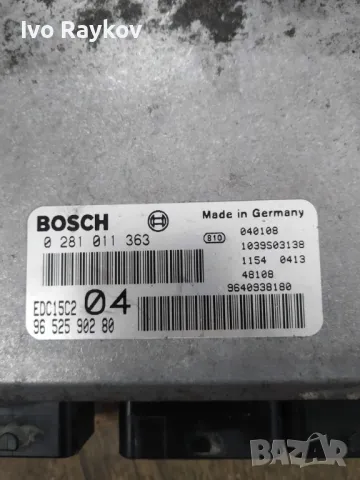 Ivo Raykov
BOSCH
Made in Germany
0 281 011 363
810
040108
1039S03138
1154 0413
48108
9640938180
EDC15C2 04
96 525 902 80
BAZAR